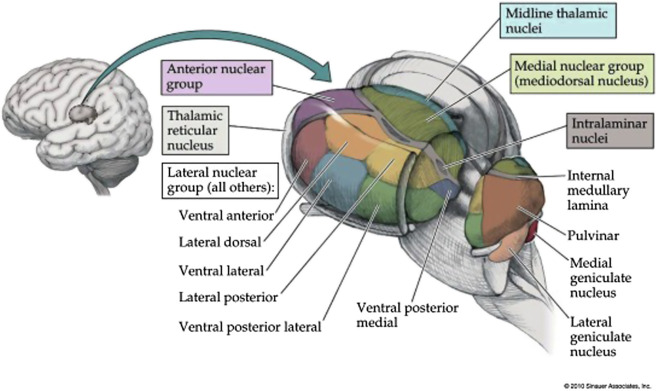 Midline thalamic
nuclei
Anterior nuclear
group
Medial nuclear group
(mediodorsal nucleus)
Thalamic
reticular
nucleus
Intralaminar
nuclei
Lateral nuclear
group (all others):
Internal
medullary
lamina
Ventral anterior
Lateral dorsal
Pulvinar
Ventral lateral
Medial
geniculate
nucleus
Lateral posterior
Ventral posterior
medial
Ventral posterior lateral
Lateral
geniculate
nucleus
© 2010 Sinauer Associates, Inc.